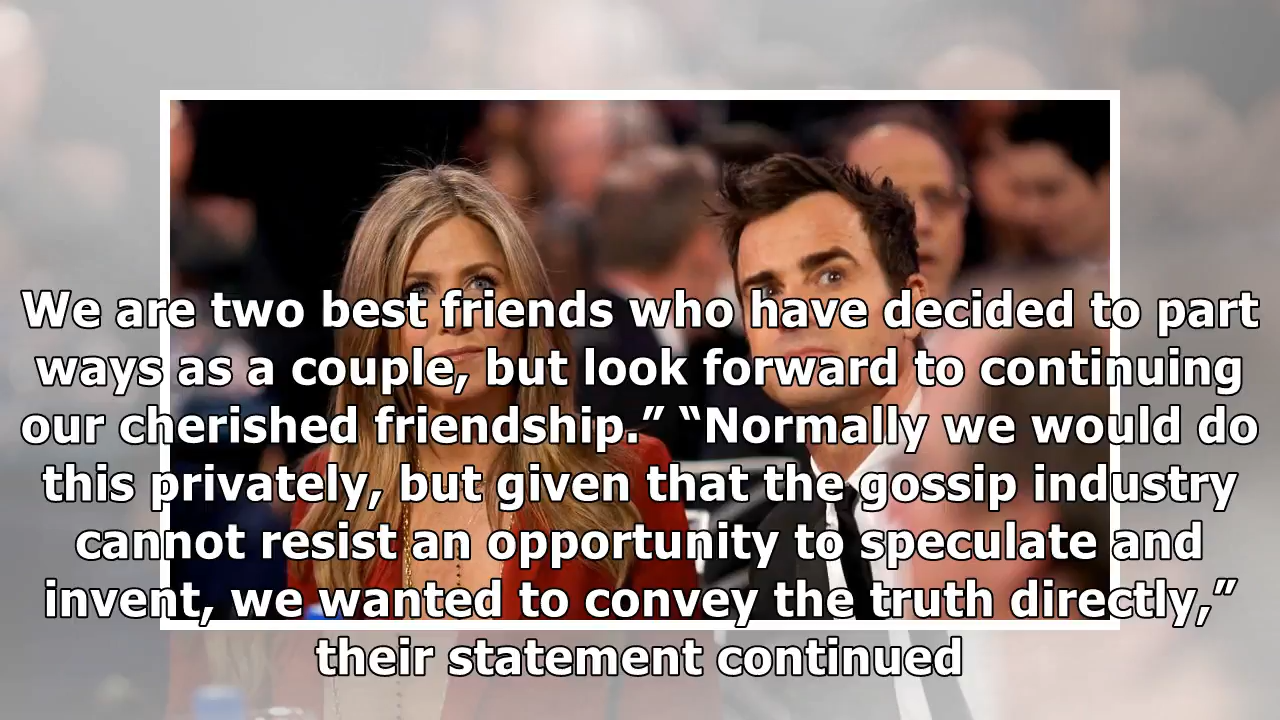 We are two best friends who have decided to part
ways as a couple, but look forward to continuing
our cherished friendship.” “Normally we would do
this privately, but given that the gossip industry
cannot resist an opportunity to speculate and
invent, we wanted to convey the truth directly,”
their statement continued